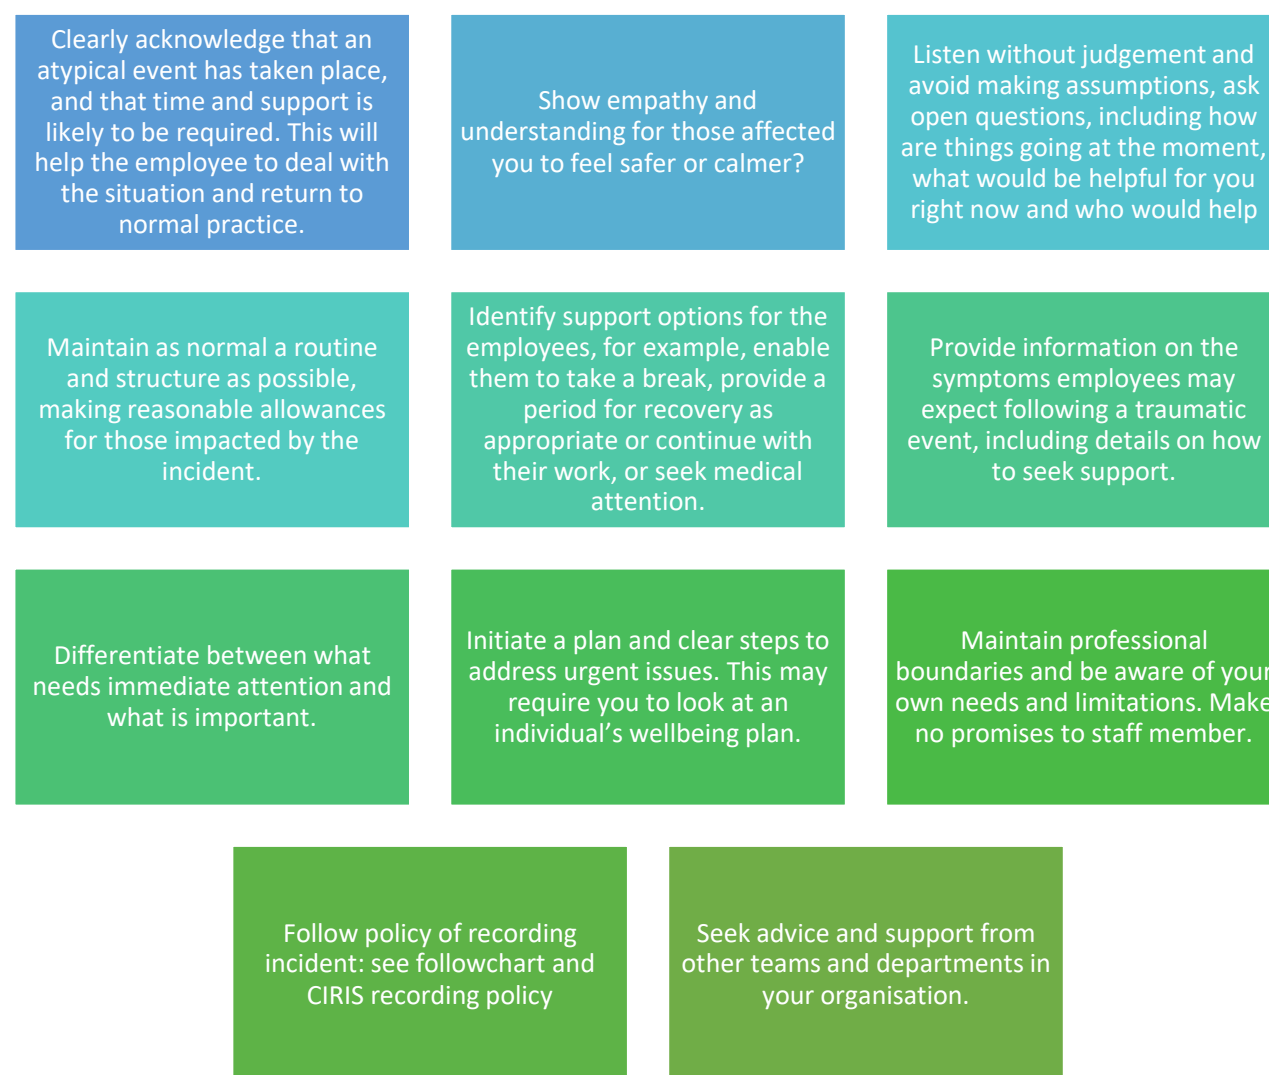 Clearly acknowledge that an
atypical event has taken place,
and that time and support is
likely to be required. This will
help the employee to deal with
the situation and return to
normal practice.
Show empathy and
understanding for those affected
you to feel safer or calmer?
Listen without judgement and
avoid making assumptions, ask
open questions, including how
are things going at the moment,
what would be helpful for you
right now and who would help
Maintain as normal a routine
and structure as possible,
making reasonable allowances
for those impacted by the
incident.
Identify support options for the
employees, for example, enable
them to take a break, provide a
period for recovery as
appropriate or continue with
their work, or seek medical
attention.
Provide information on the
symptoms employees may
expect following a traumatic
event, including details on how
to seek support.
Differentiate between what
needs immediate attention and
what is important.
Initiate a plan and clear steps to
address urgent issues. This may
require you to look at an
individual’s wellbeing plan.
Maintain professional
boundaries and be aware of your
own needs and limitations. Make
no promises to staff member.
Follow policy of recording
incident: see followchart and
CIRIS recording policy
Seek advice and support from
other teams and departments in
your organisation.